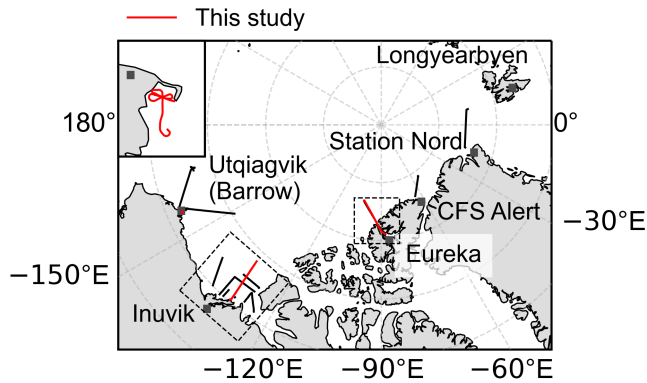 This study
Longyearbyen
180°
0°
Station Nord
Utqiagvik
(Barrow)
CFS Alert
−30°E
Eureka
−150°E
Inuvik
−120°E
−90°E
−60°E